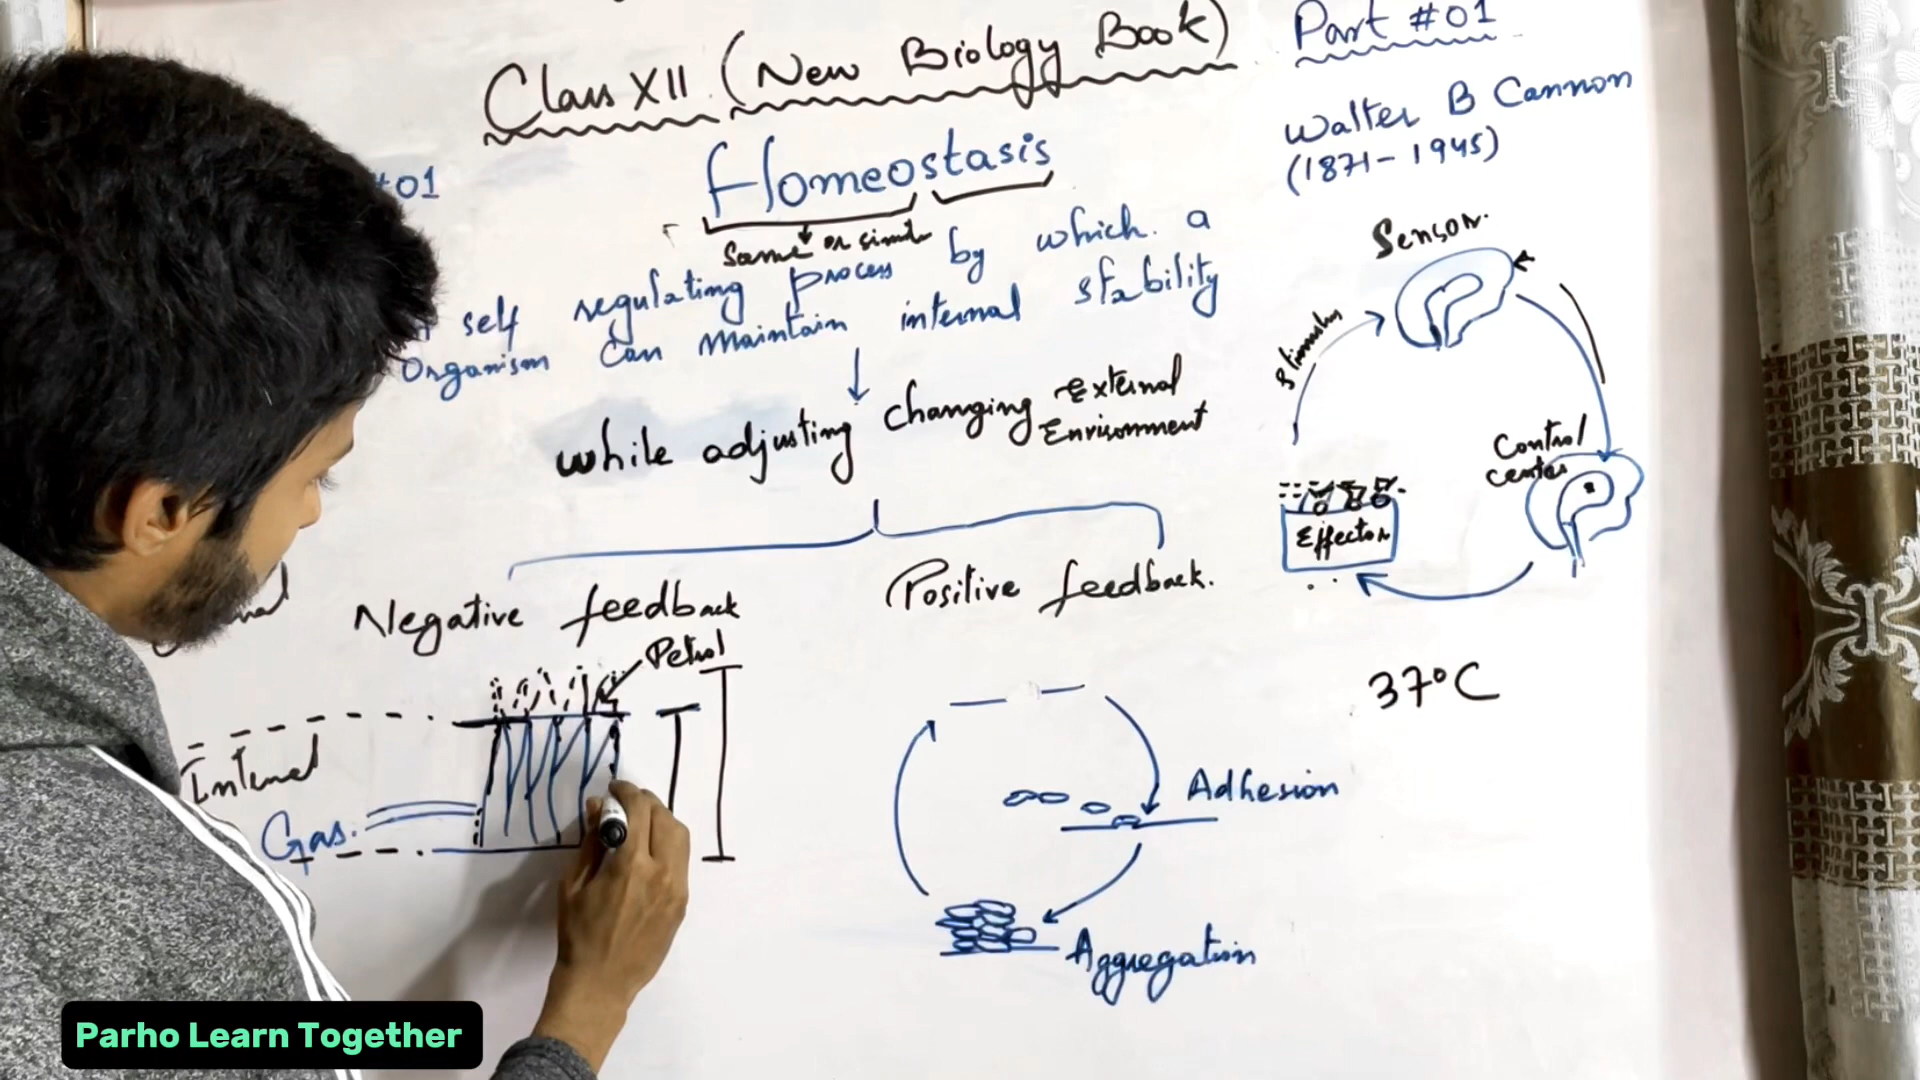 Class XII (New Biology Book)
Part #01
Walter B Cannon
(1871-1945)
#01
Homeostasis
Same or simil
self regulating process by which a
Organism can maintain internal stability
while adjusting changing external
Environment
Sensor
stimulus
Control
center
Effector
Negative feedback
Positive feedback.
Petrol
37°C
Internal
Gas.
Adhesion
Aggregation
Parho Learn Together